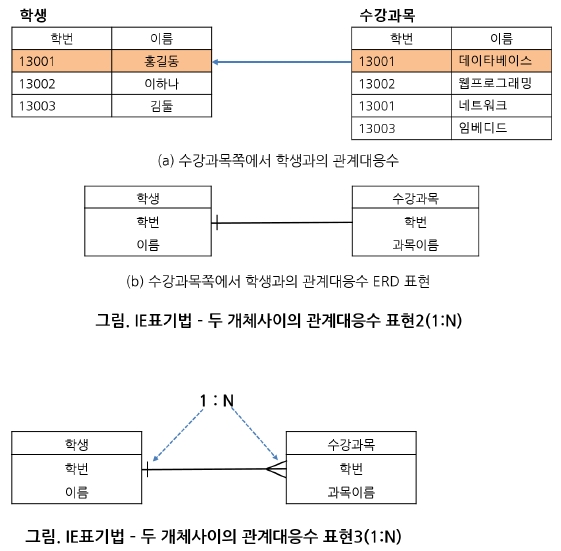 학생 수강과목
학번 이름 학번 이름
13001 홍길동 13001 데이타베이스
13002 이하나 13002 웹프로그래밍
13003 김둘 13001 네트워크
13003 임베디드
(a) 수강과목쪽에서 학생과의 관계대응수
학생 수강과목
학번 학번
이름 과목이름
(b) 수강과목쪽에서 학생과의 관계대응수 ERD 표현
그림. IE표기법 - 두 개체사이의 관계대응수 표현2(1:N)
1 : N
학생 수강과목
학번 학번
이름 과목이름
그림. IE표기법 - 두 개체사이의 관계대응수 표현3(1:N)